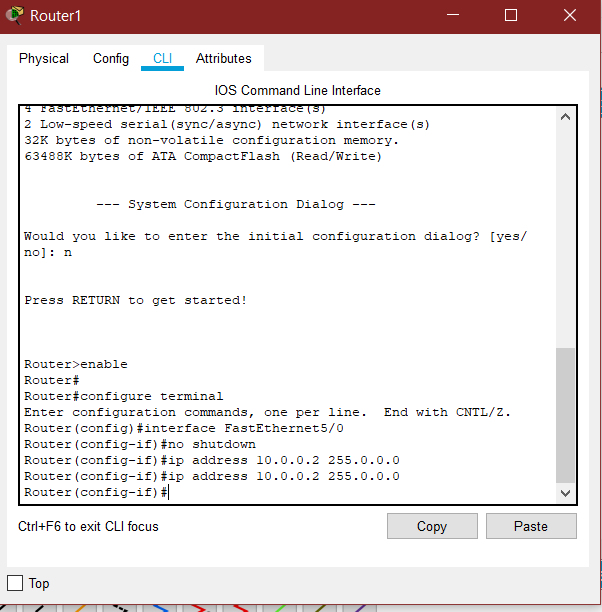 Router1
Physical Config CLI Attributes
IOS Command Line Interface
4 FastEthernet/IEEE 802.3 interface(s)
2 Low-speed serial(sync/async) network interface(s)
32K bytes of non-volatile configuration memory.
63488K bytes of ATA CompactFlash (Read/Write)
--- System Configuration Dialog ---
Would you like to enter the initial configuration dialog? [yes/
no]: n
Press RETURN to get started!
Router>enable
Router#
Router#configure terminal
Enter configuration commands, one per line.  End with CNTL/Z.
Router(config)#interface FastEthernet5/0
Router(config-if)#no shutdown
Router(config-if)#ip address 10.0.0.2 255.0.0.0
Router(config-if)#ip address 10.0.0.2 255.0.0.0
Router(config-if)#
Ctrl+F6 to exit CLI focus
Copy Paste
Top